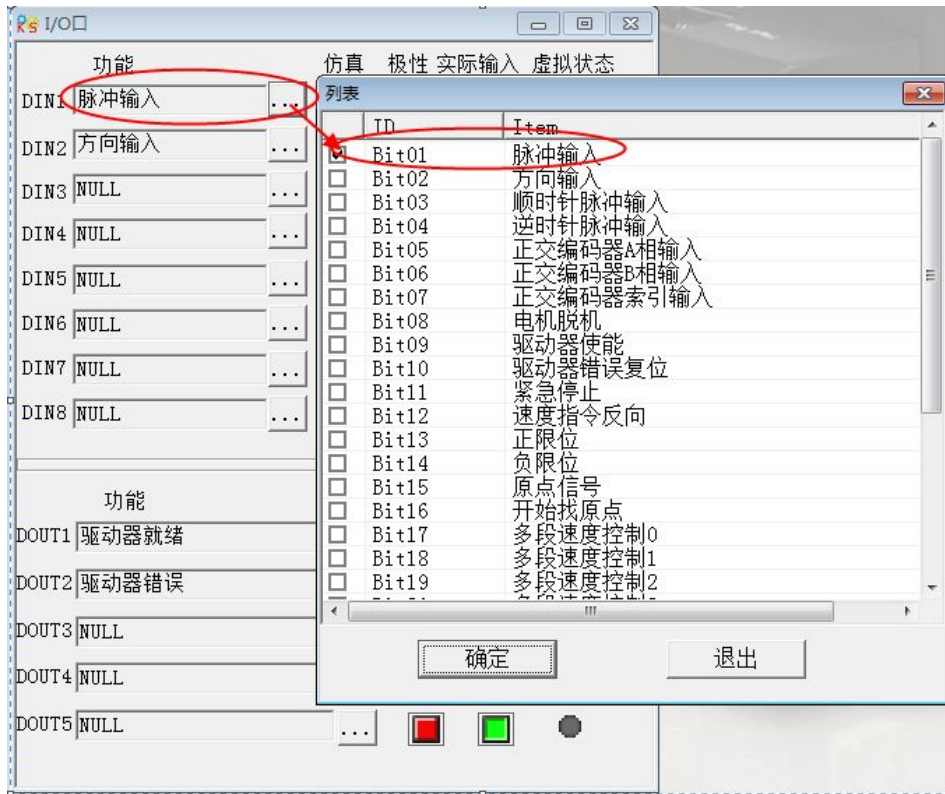 I/O口
功能 仿真 极性 实际输入 虚拟状态
DIN1 脉冲输入 ...
DIN2 方向输入 ...
DIN3 NULL ...
DIN4 NULL ...
DIN5 NULL ...
DIN6 NULL ...
DIN7 NULL ...
DIN8 NULL ...
功能
DOUT1 驱动器就绪
DOUT2 驱动器错误
DOUT3 NULL
DOUT4 NULL
DOUT5 NULL ...
列表
ID Item
Bit01 脉冲输入
Bit02 方向输入
Bit03 顺时针脉冲输入
Bit04 逆时针脉冲输入
Bit05 正交编码器A相输入
Bit06 正交编码器B相输入
Bit07 正交编码器索引输入
Bit08 电机脱机
Bit09 驱动器使能
Bit10 驱动器错误复位
Bit11 紧急停止
Bit12 速度指令反向
Bit13 正限位
Bit14 负限位
Bit15 原点信号
Bit16 开始找原点
Bit17 多段速度控制0
Bit18 多段速度控制1
Bit19 多段速度控制2
确定 退出